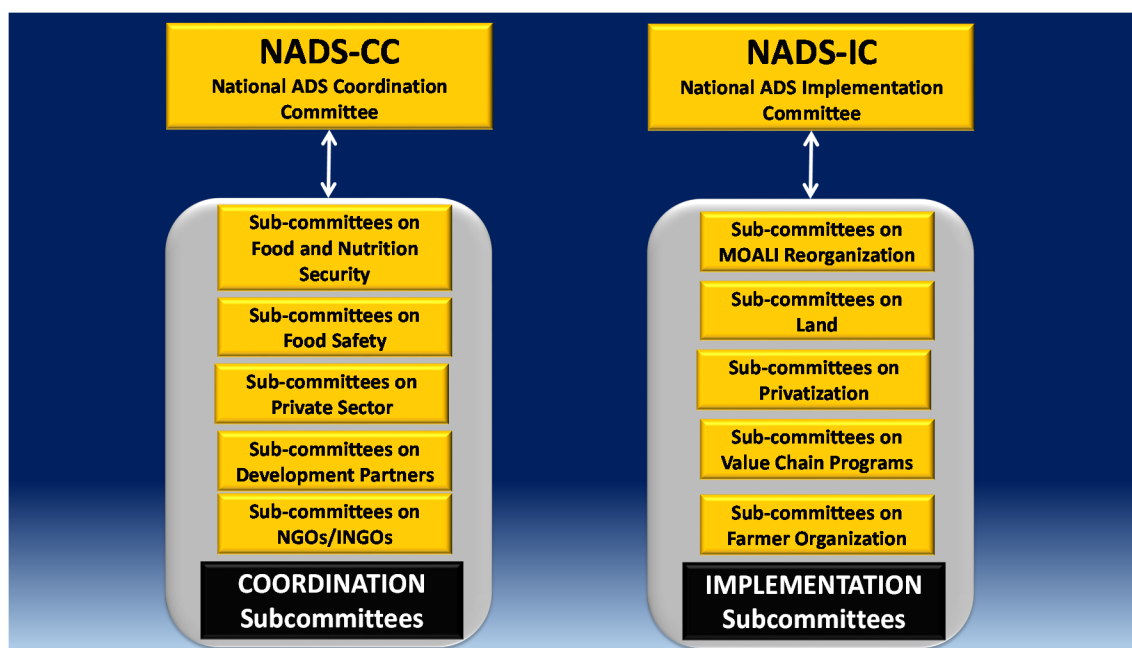 NADS-CC
National ADS Coordination
Committee
Sub-committees on
Food and Nutrition
Security
Sub-committees on
Food Safety
Sub-committees on
Private Sector
Sub-committees on
Development Partners
Sub-committees on
NGOs/INGOs
COORDINATION
Subcommittees
NADS-IC
National ADS Implementation
Committee
Sub-committees on
MOALI Reorganization
Sub-committees on
Land
Sub-committees on
Privatization
Sub-committees on
Value Chain Programs
Sub-committees on
Farmer Organization
IMPLEMENTATION
Subcommittees